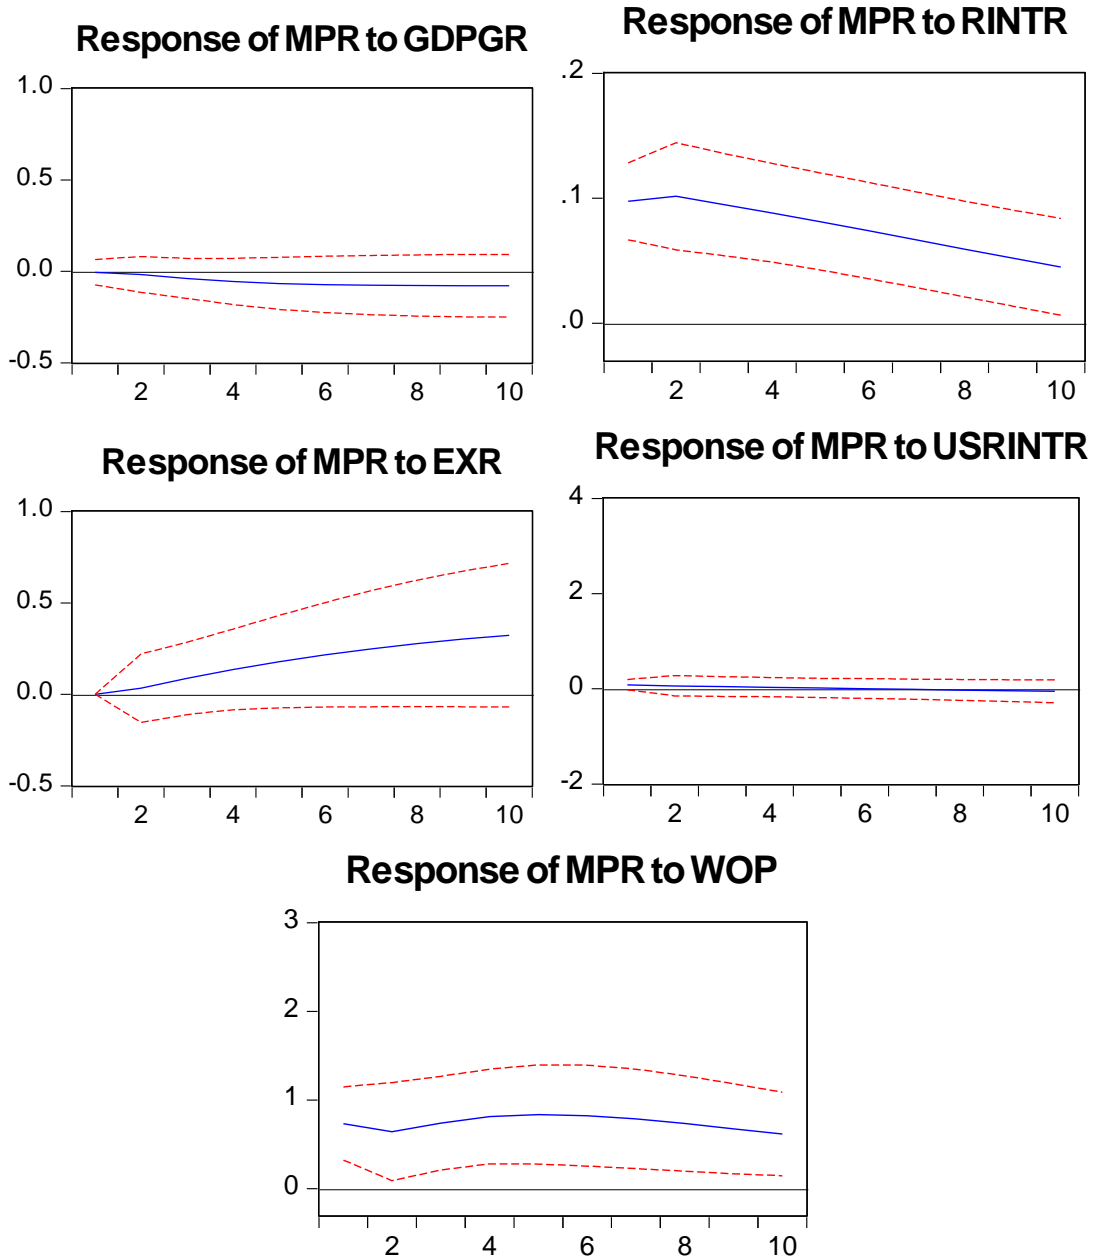 Response of MPR to GDPGR
1.0
0.5
0.0
-0.5
2 4 6 8 10
Response of MPR to RINTR
.2
.1
.0
2 4 6 8 10
Response of MPR to EXR
1.0
0.5
0.0
-0.5
2 4 6 8 10
Response of MPR to USRINTR
4
2
0
-2
2 4 6 8 10
Response of MPR to WOP
3
2
1
0
2 4 6 8 10